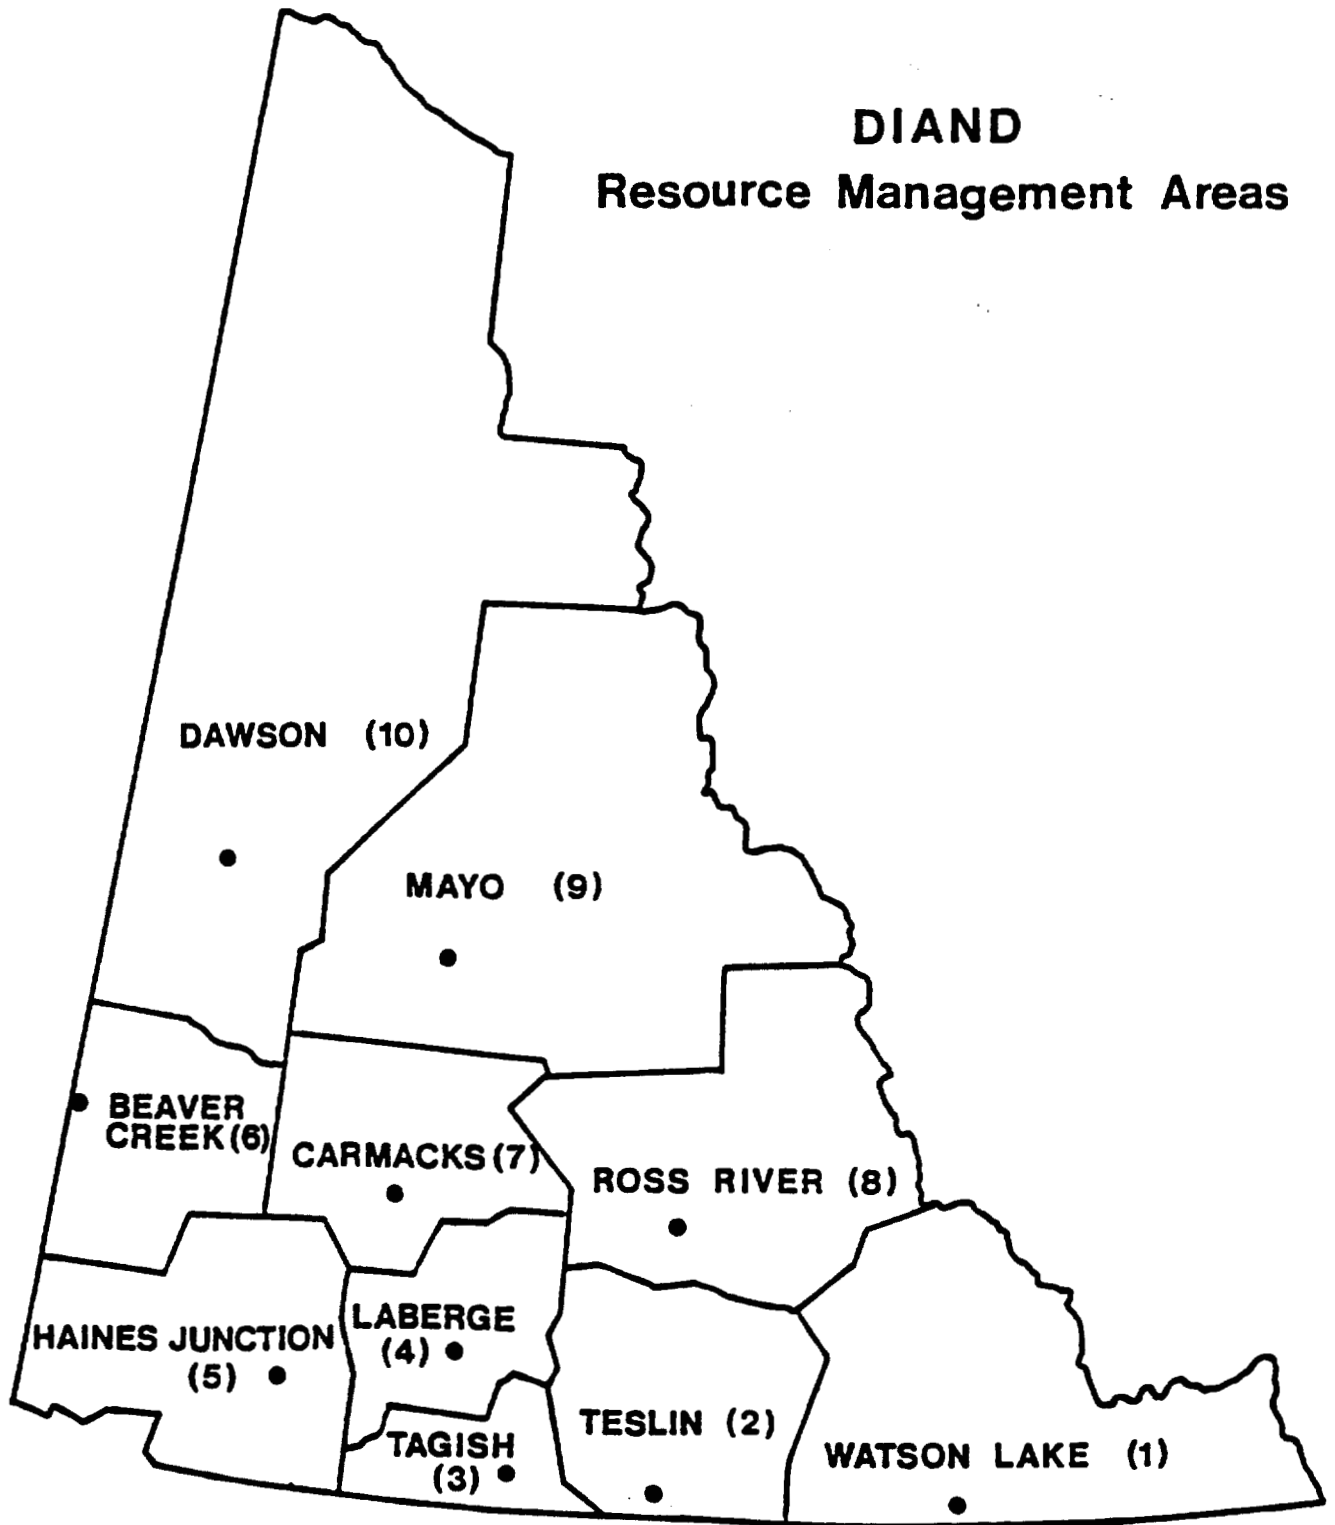 DIAND
Resource Management Areas
DAWSON (10)
MAYO (9)
BEAVER
CREEK (6)
CARMACKS (7)
ROSS RIVER (8)
LABERGE
(4)
HAINES JUNCTION
(5)
TESLIN (2)
TAGISH
(3)
WATSON LAKE (1)